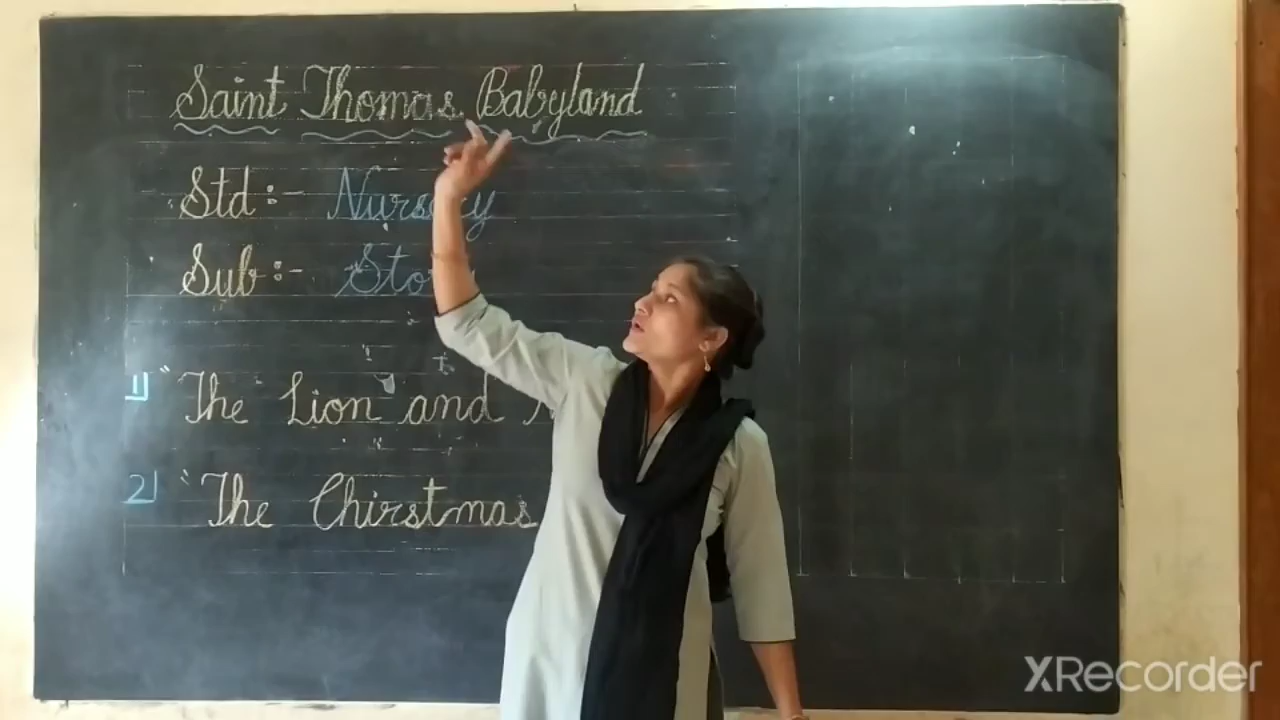 Saint Thomas Babyland
Std :- Nursery
Sub :- Sto
1) "The Lion and
2) "The Chirstmas
XRecorder